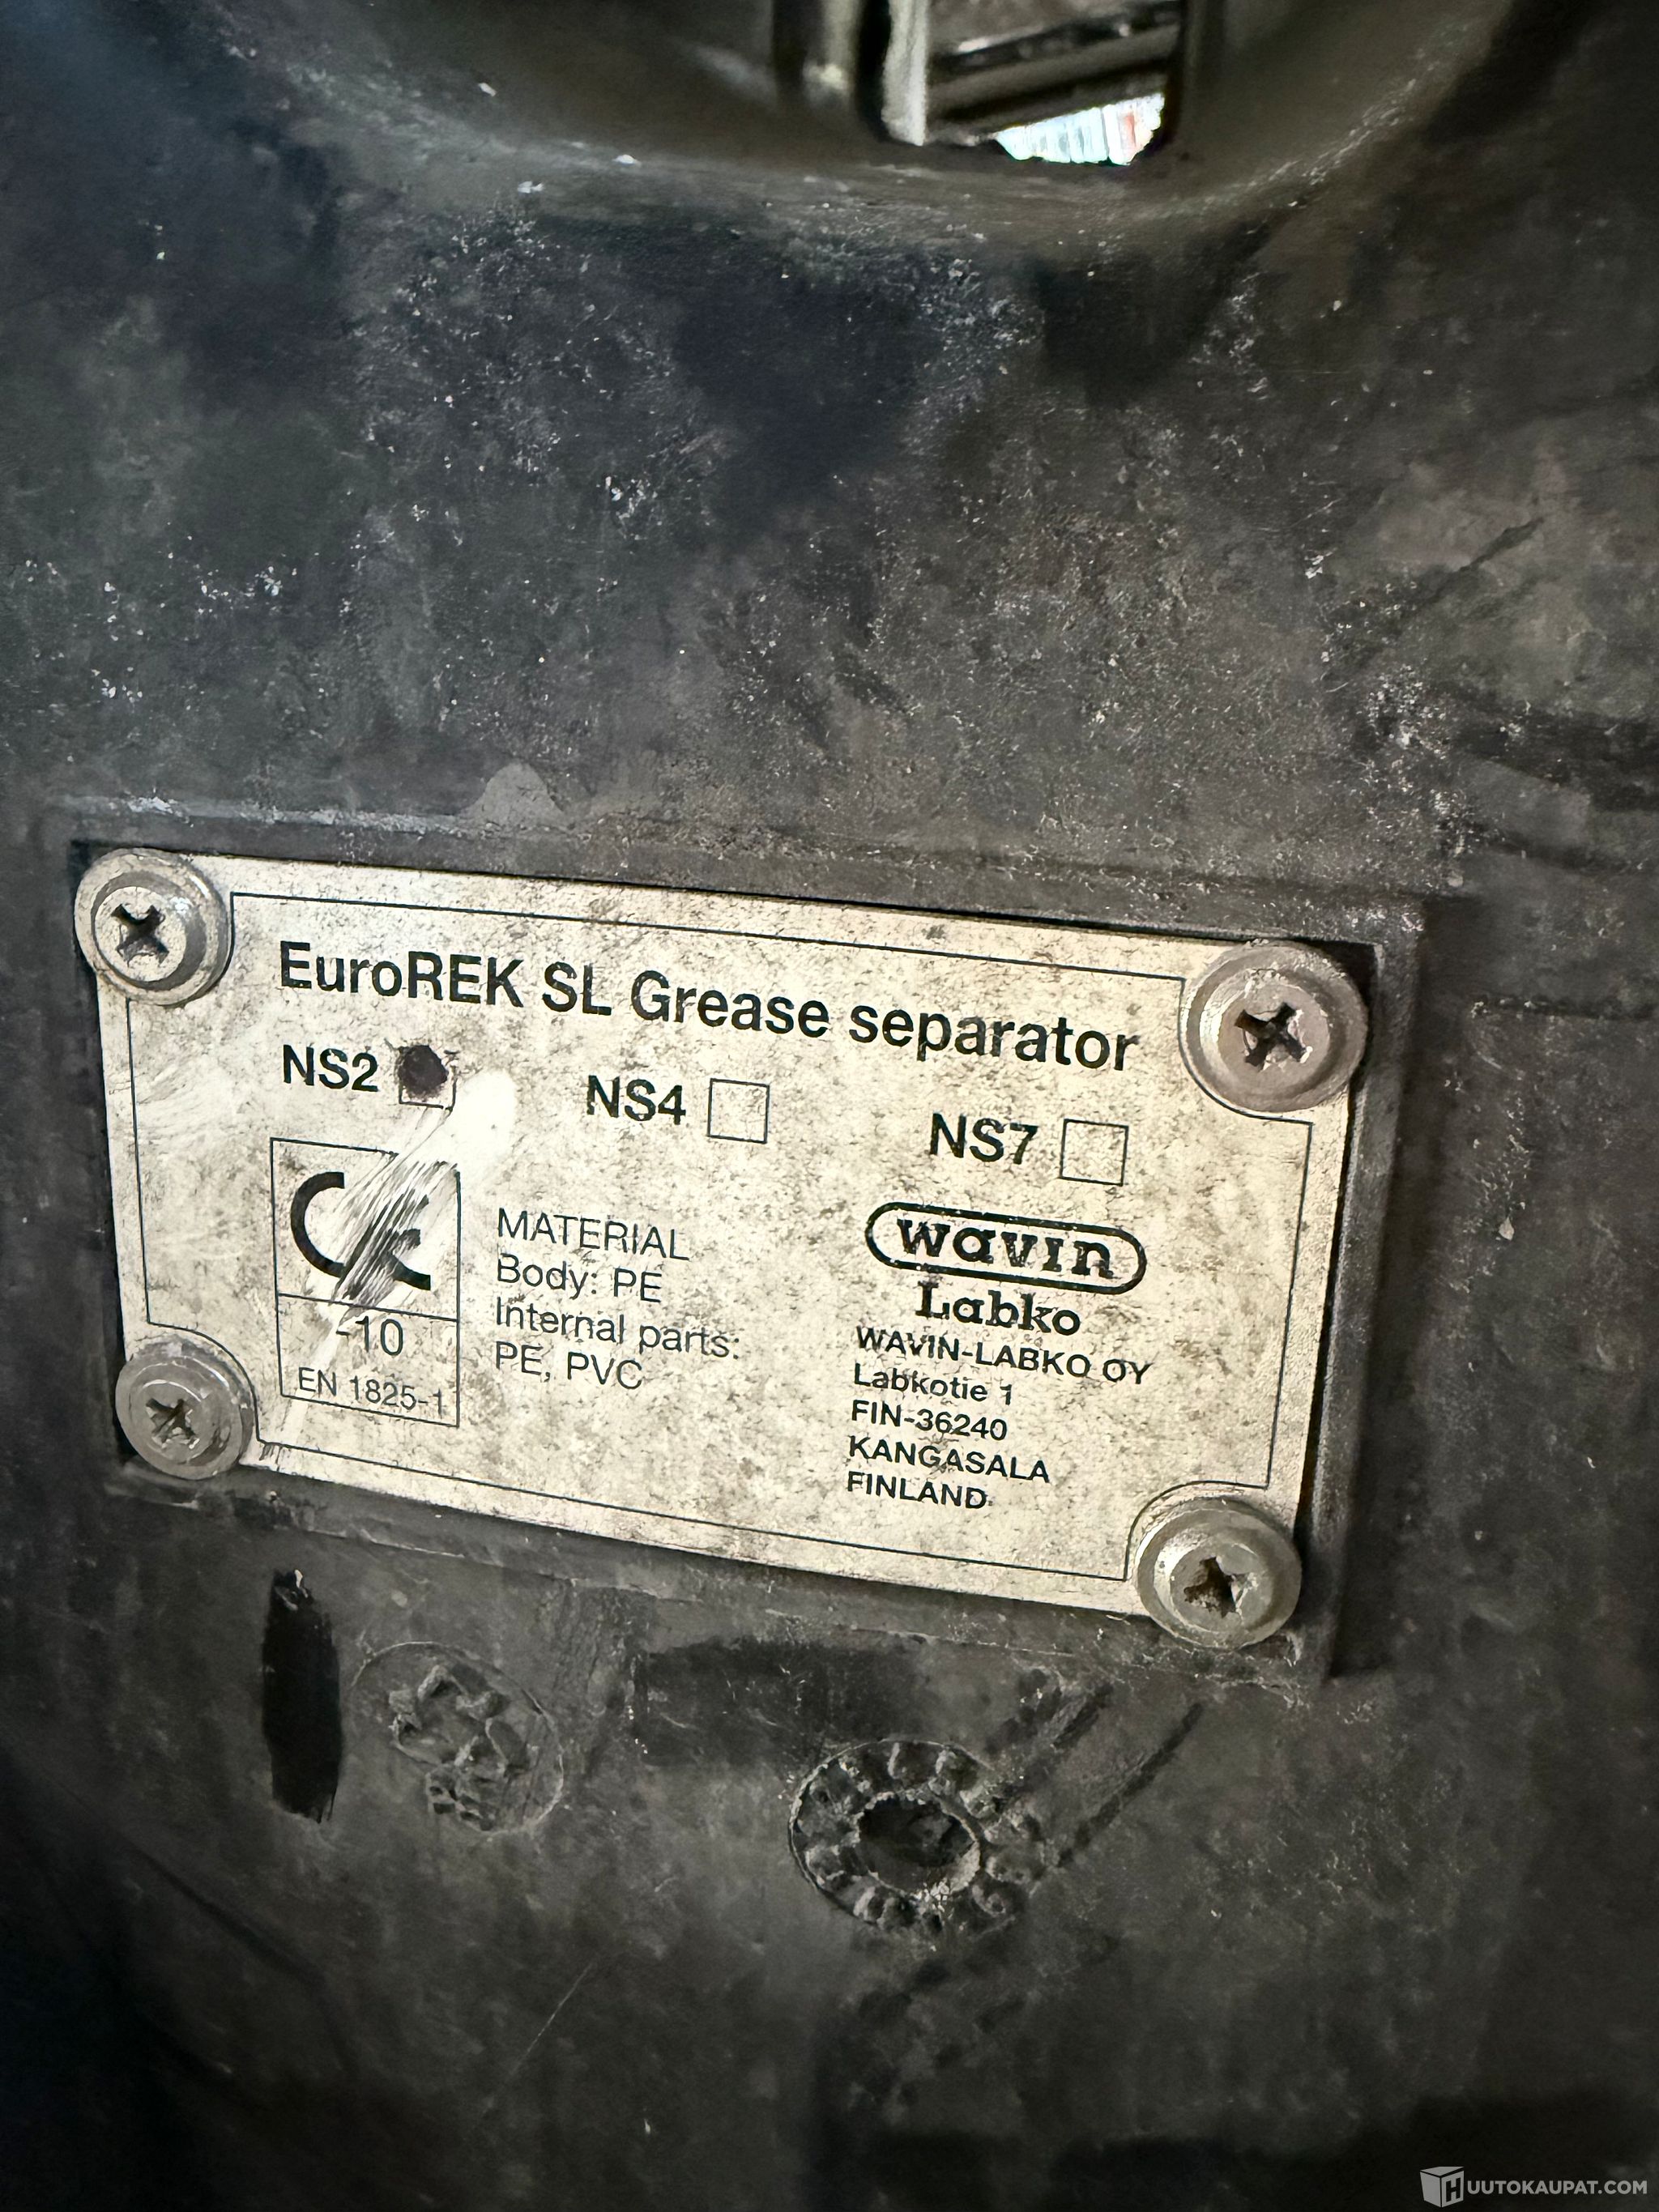 EuroREK SL Grease separator
NS2 NS4 NS7
CE
-10
EN 1825-1
MATERIAL
Body: PE
Internal parts:
PE, PVC
wavin
Labko
WAVIN-LABKO OY
Labkotie 1
FIN-36240
KANGASALA
FINLAND
HUUTOKAUPAT.COM